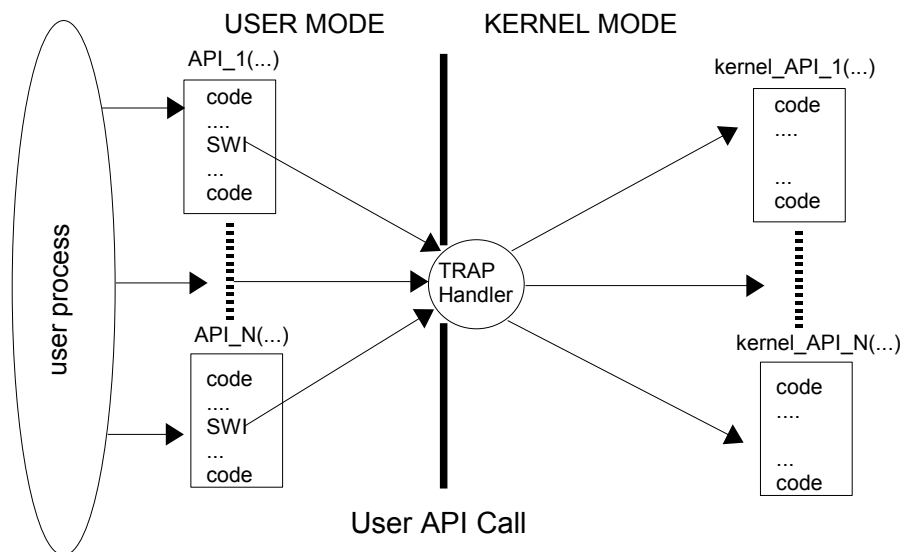 USER MODE
KERNEL MODE
API_1(...)
code
....
SWI
...
code
kernel_API_1(...)
code
....
...
code
user process
TRAP
Handler
API_N(...)
code
....
SWI
...
code
kernel_API_N(...)
code
....
...
code
User API Call